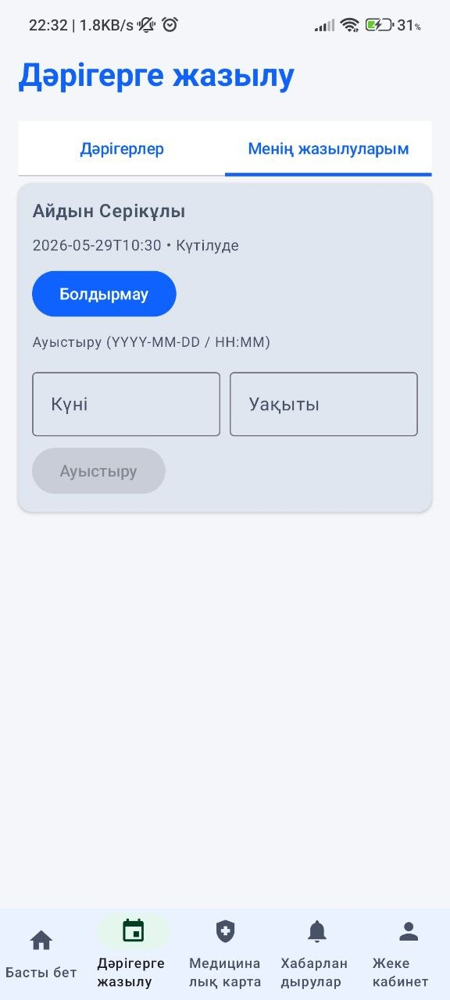 22:32 | 1.8KB/s 31%
Дәрігерге жазылу
Дәрігерлер Менің жазылуларым
Айдын Серікұлы
2026-05-29T10:30 • Күтілуде
Болдырмау
Ауыстыру (YYYY-MM-DD / HH:MM)
Күні Уақыты
Ауыстыру
Басты бет
Дәрігерге
жазылу
Медицина
лық карта
Хабарлан
дырулар
Жеке
кабинет